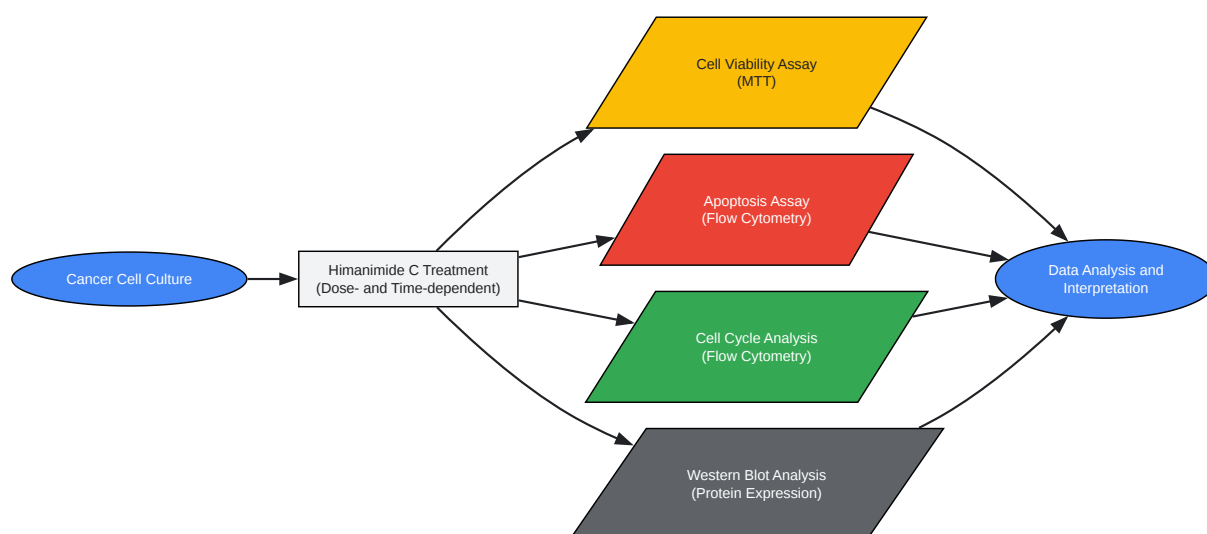 Cancer Cell Culture
Himanimide C Treatment
(Dose- and Time-dependent)
Cell Viability Assay
(MTT)
Apoptosis Assay
(Flow Cytometry)
Cell Cycle Analysis
(Flow Cytometry)
Western Blot Analysis
(Protein Expression)
Data Analysis and
Interpretation